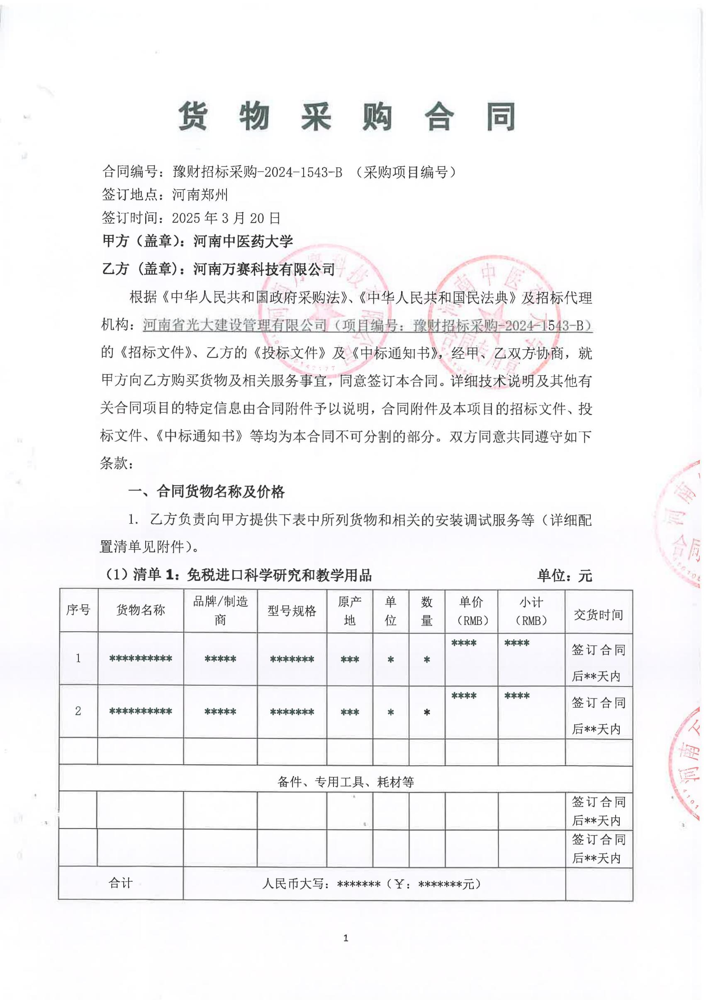 货物采购合同
合同编号：豫财招标采购-2024-1543-B （采购项目编号）
签订地点：河南郑州
签订时间：2025 年 3 月 20 日
甲方（盖章）：河南中医药大学
乙方（盖章）：河南万赛科技有限公司
根据《中华人民共和国政府采购法》、《中华人民共和国民法典》及招标代理
机构：河南省光大建设管理有限公司（项目编号：豫财招标采购-2024-1543-B）
的《招标文件》、乙方的《投标文件》及《中标通知书》，经甲、乙双方协商，就
甲方向乙方购买货物及相关服务事宜，同意签订本合同。详细技术说明及其他有
关合同项目的特定信息由合同附件予以说明，合同附件及本项目的招标文件、投
标文件、《中标通知书》等均为本合同不可分割的部分。双方同意共同遵守如下
条款：
一、合同货物名称及价格
1. 乙方负责向甲方提供下表中所列货物和相关的安装调试服务等（详细配
置清单见附件）。
（1）清单 1：免税进口科学研究和教学用品 单位：元
序号 货物名称 品牌/制造商 型号规格 原产地 单位 数量 单价（RMB） 小计（RMB） 交货时间
1 ********** ***** ******* *** * * **** **** 签订合同后**天内
2 ********** ***** ******* *** * * **** **** 签订合同后**天内
备件、专用工具、耗材等
签订合同后**天内
签订合同后**天内
合计 人民币大写：*******（￥：*******元）
1